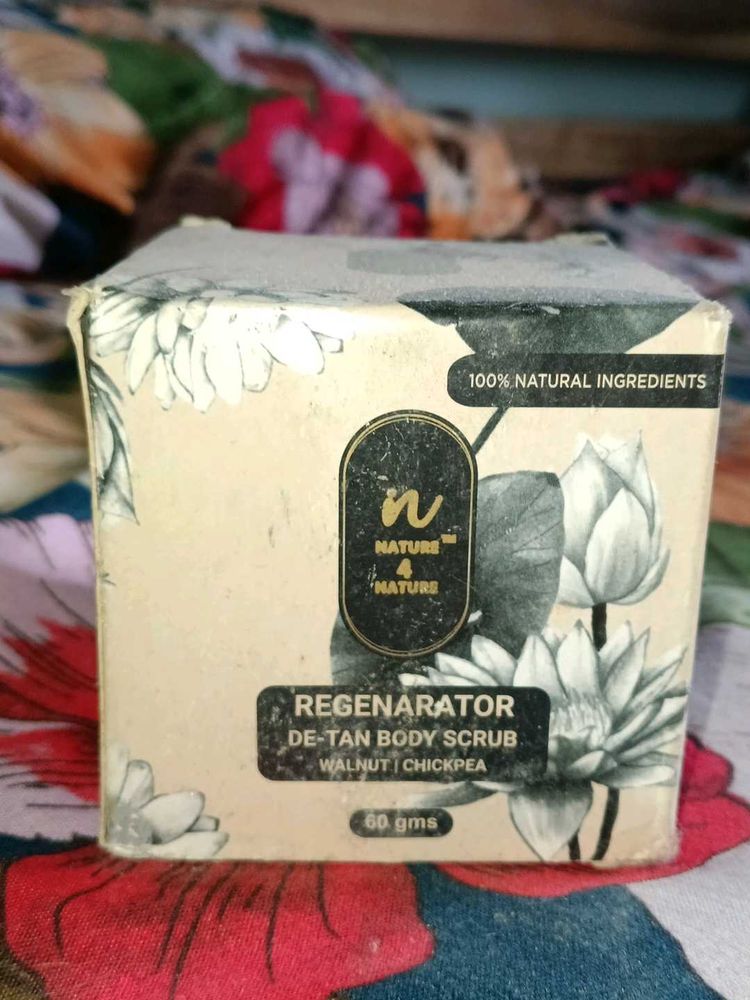 100% NATURAL INGREDIENTS
n
NATURE™
4
NATURE
REGENARATOR
DE-TAN BODY SCRUB
WALNUT | CHICKPEA
60 gms